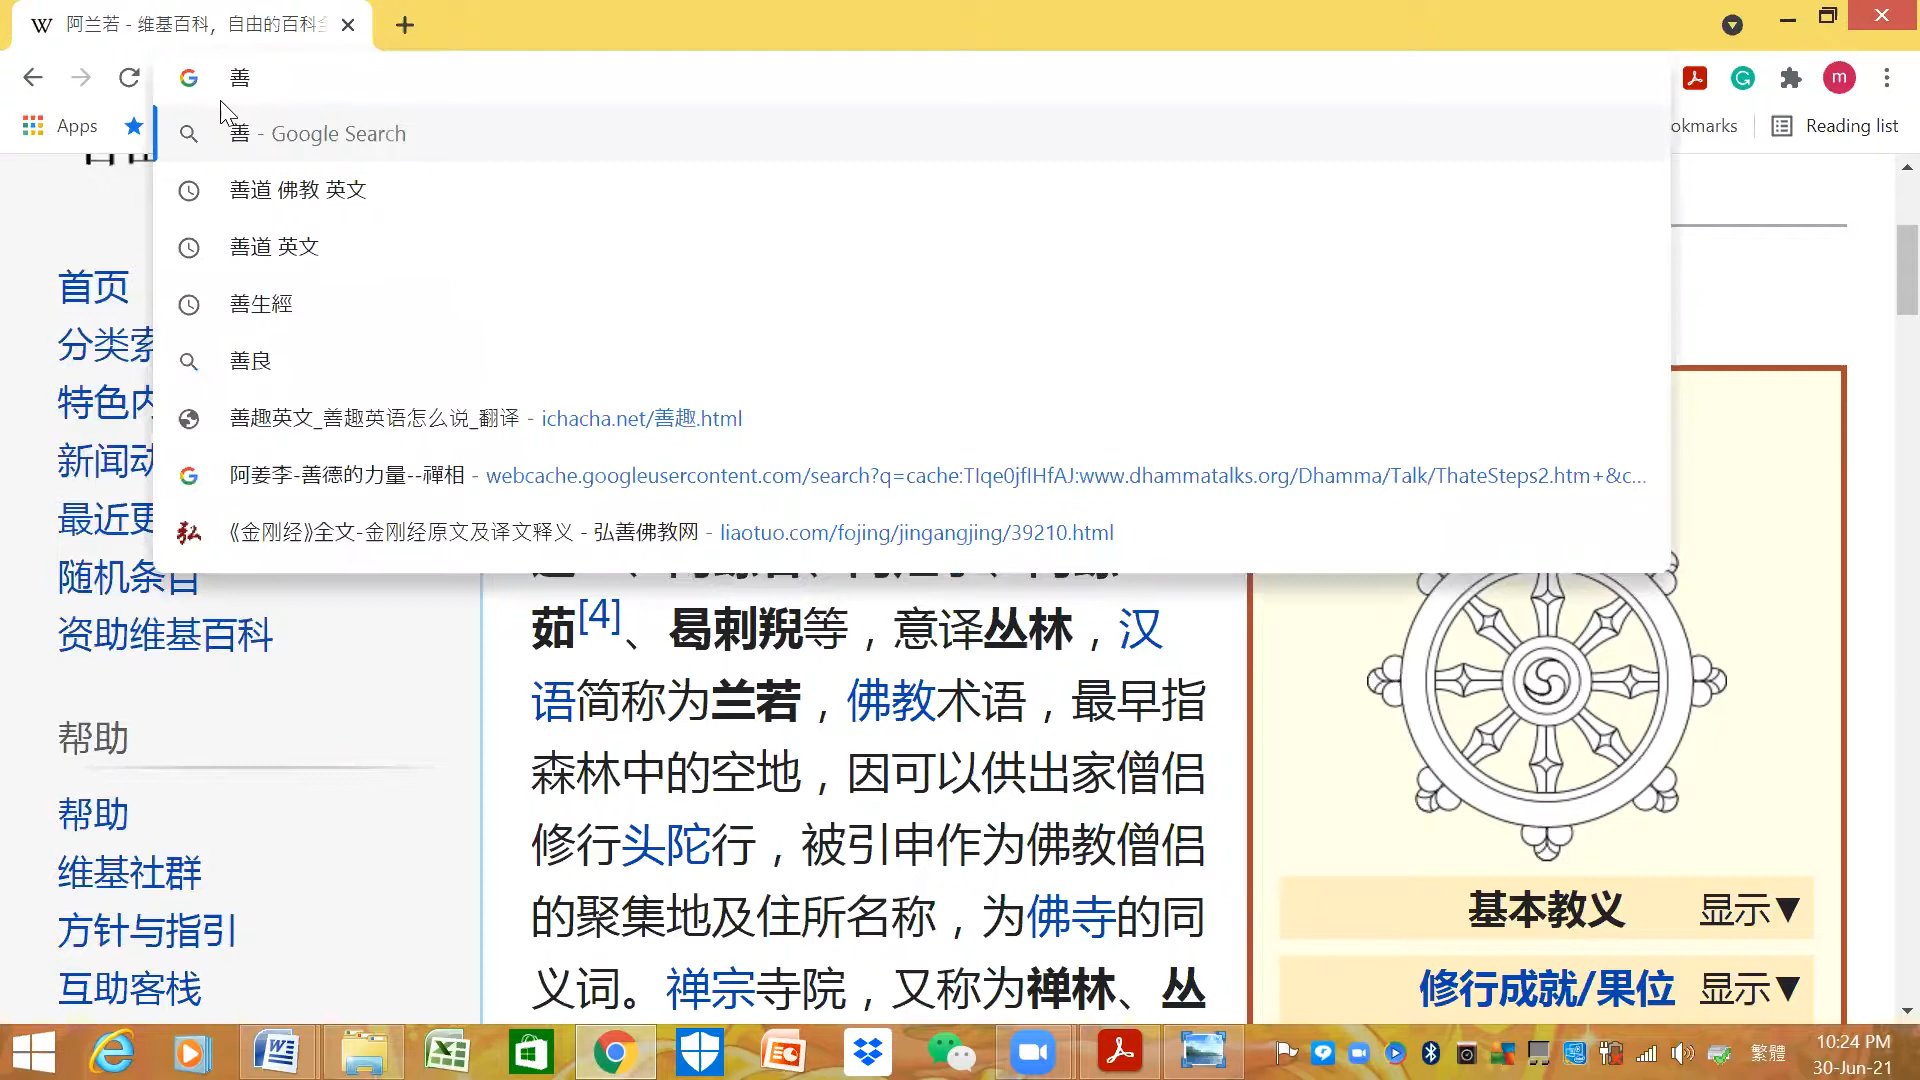 阿兰若 - 维基百科，自由的百科全
善
m
Apps
okmarks
Reading list
善 - Google Search
善道 佛教 英文
善道 英文
善生經
善良
善趣英文_善趣英语怎么说_翻译 - ichacha.net/善趣.html
阿姜李-善德的力量--禪相 - webcache.googleusercontent.com/search?q=cache:TIqe0jfIHfAJ:www.dhammatalks.org/Dhamma/Talk/ThateSteps2.htm+&c...
《金刚经》全文-金刚经原文及译文释义 - 弘善佛教网 - liaotuo.com/fojing/jingangjing/39210.html
首页
分类索
特色内
新闻动
最近更
随机条目
资助维基百科
帮助
帮助
维基社群
方针与指引
互助客栈
茹[4]、曷剌猊等，意译丛林，汉
语简称为兰若，佛教术语，最早指
森林中的空地，因可以供出家僧侣
修行头陀行，被引申作为佛教僧侣
的聚集地及住所名称，为佛寺的同
义词。禅宗寺院，又称为禅林、丛
基本教义 显示▼
修行成就/果位 显示▼
繁體
10:24 PM
30-Jun-21